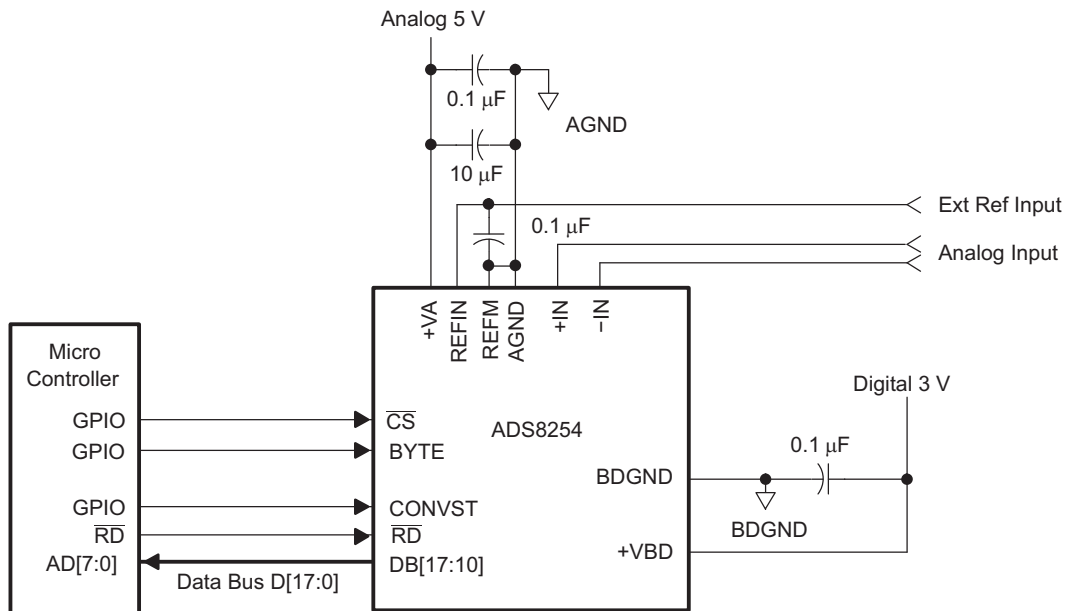 Analog 5 V
0.1 μF
AGND
10 μF
Ext Ref Input
0.1 μF
Analog Input
+VA
REFIN
REFM
AGND
+IN
−IN
Micro
Controller
Digital 3 V
GPIO
CS
ADS8254
GPIO
BYTE
0.1 μF
BDGND
GPIO
CONVST
BDGND
RD
RD
+VBD
AD[7:0]
Data Bus D[17:0]
DB[17:10]